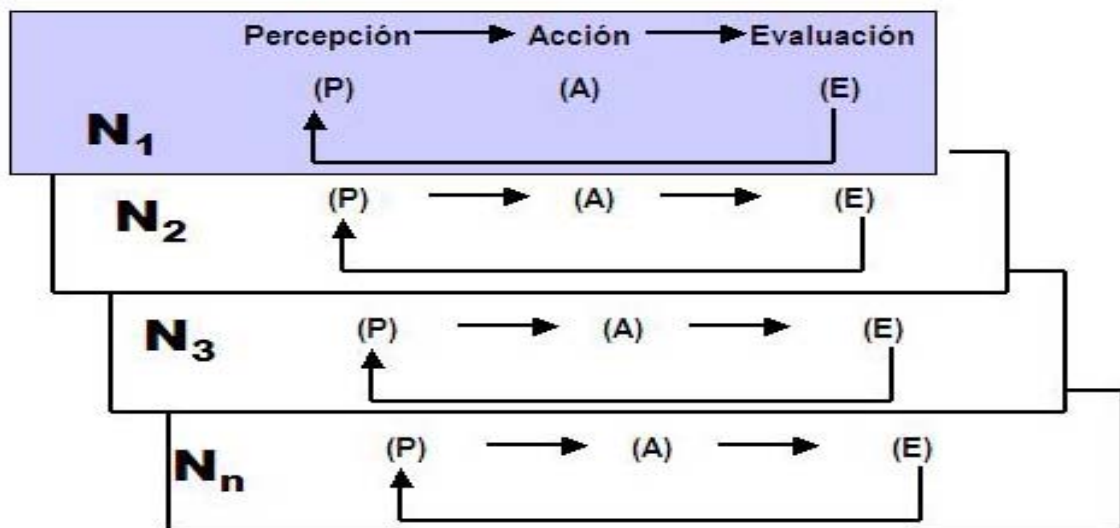 Percepción Acción Evaluación
(P) (A) (E)
N1
(P) (A) (E)
N2
(P) (A) (E)
N3
(P) (A) (E)
Nn